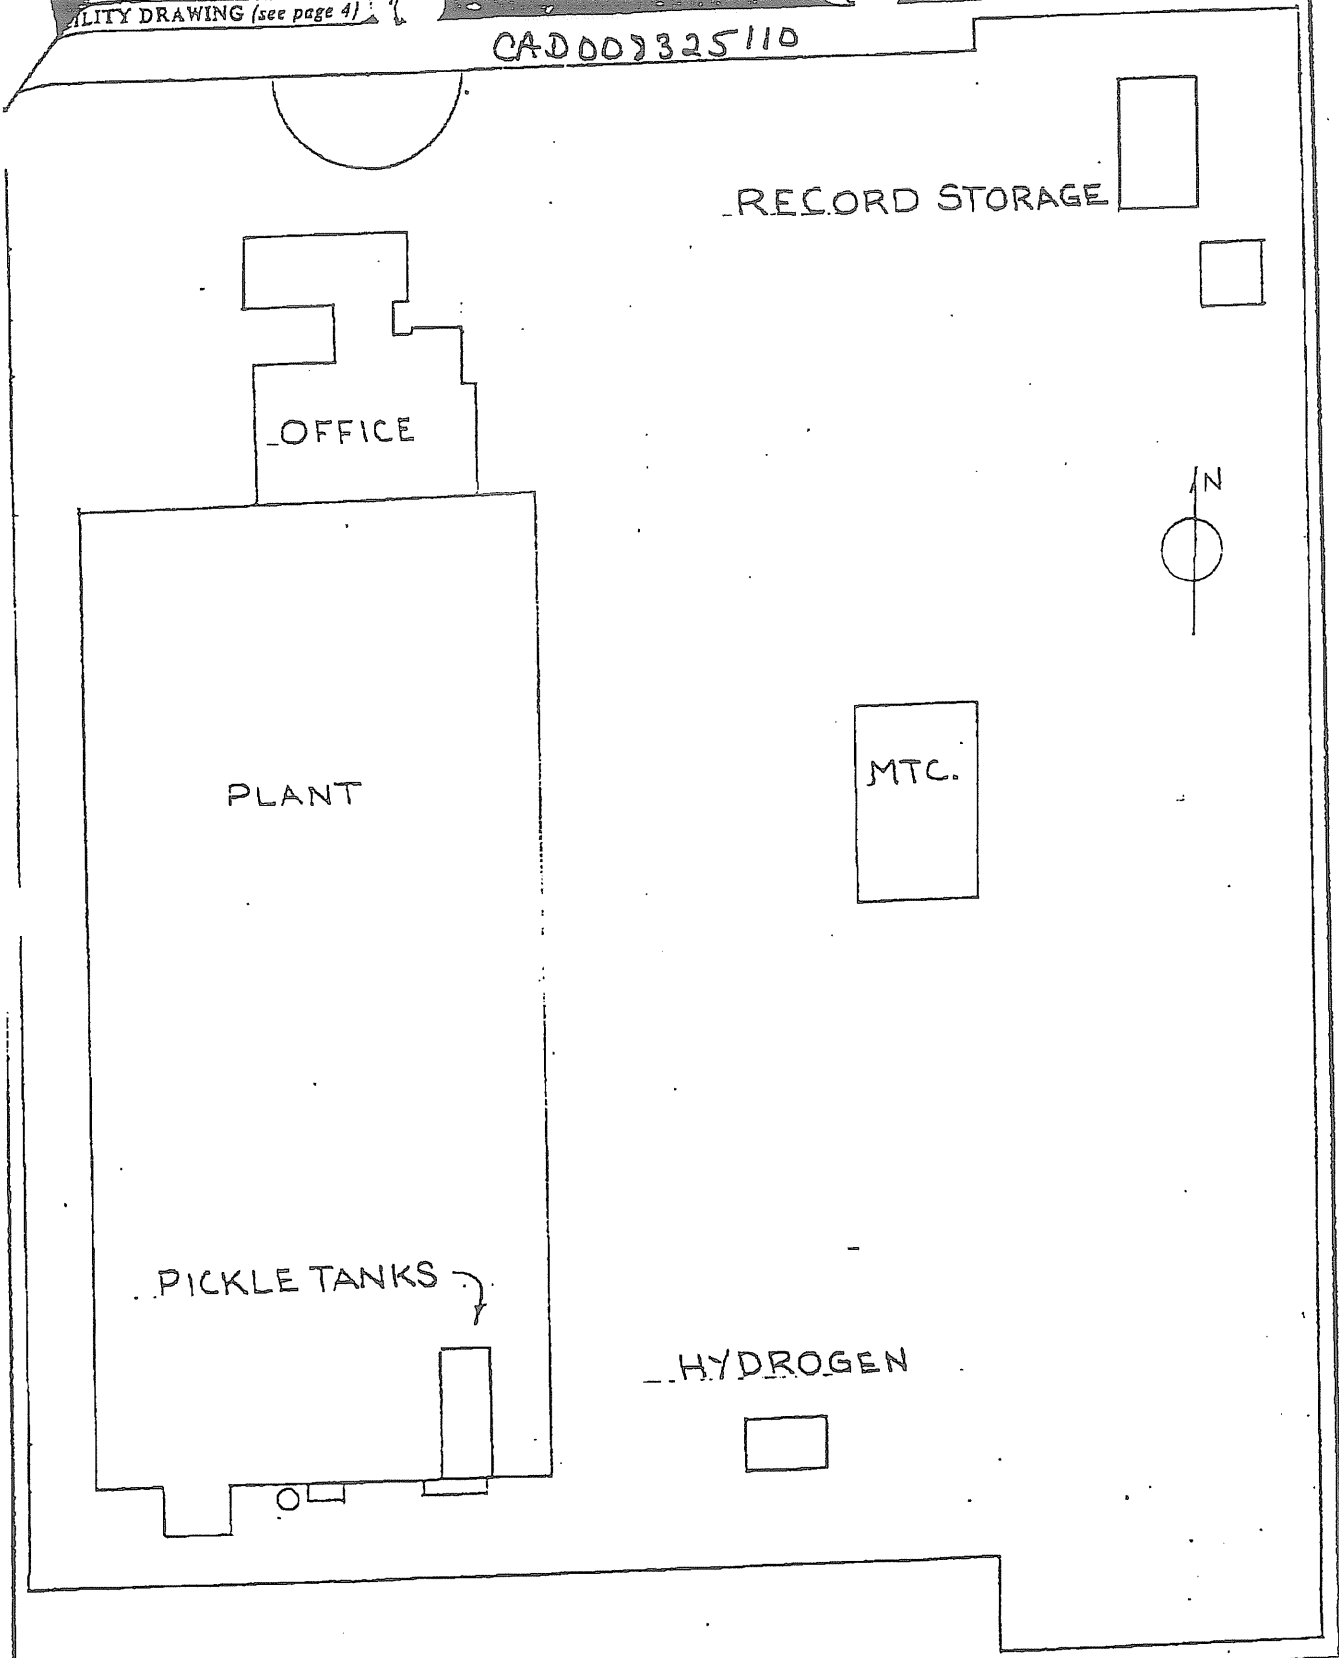 ILITY DRAWING (see page 4)
CAD008325110
RECORD STORAGE
OFFICE
N
PLANT
MTC.
PICKLE TANKS
HYDROGEN